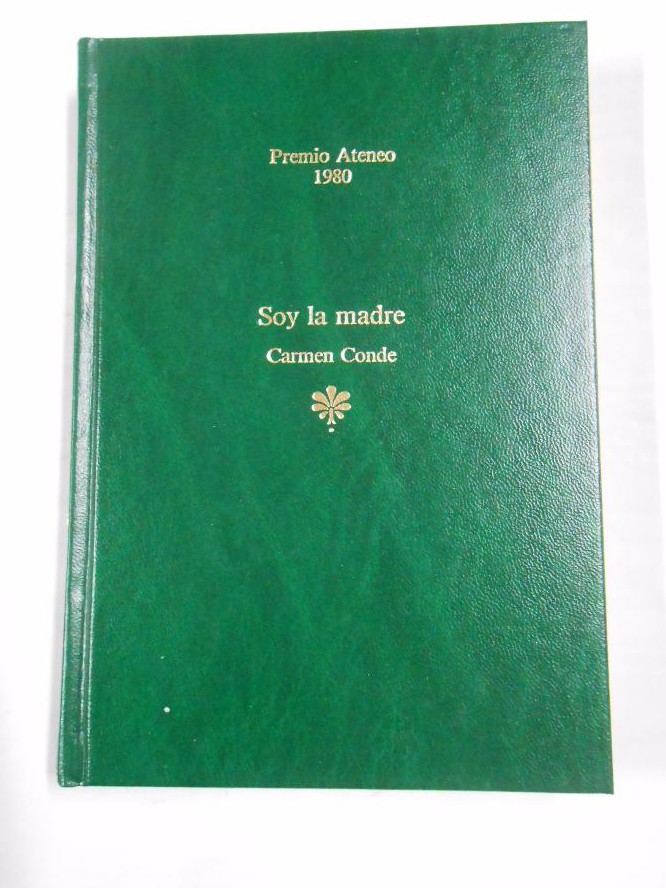 Premio Ateneo
1980
Soy la madre
Carmen Conde